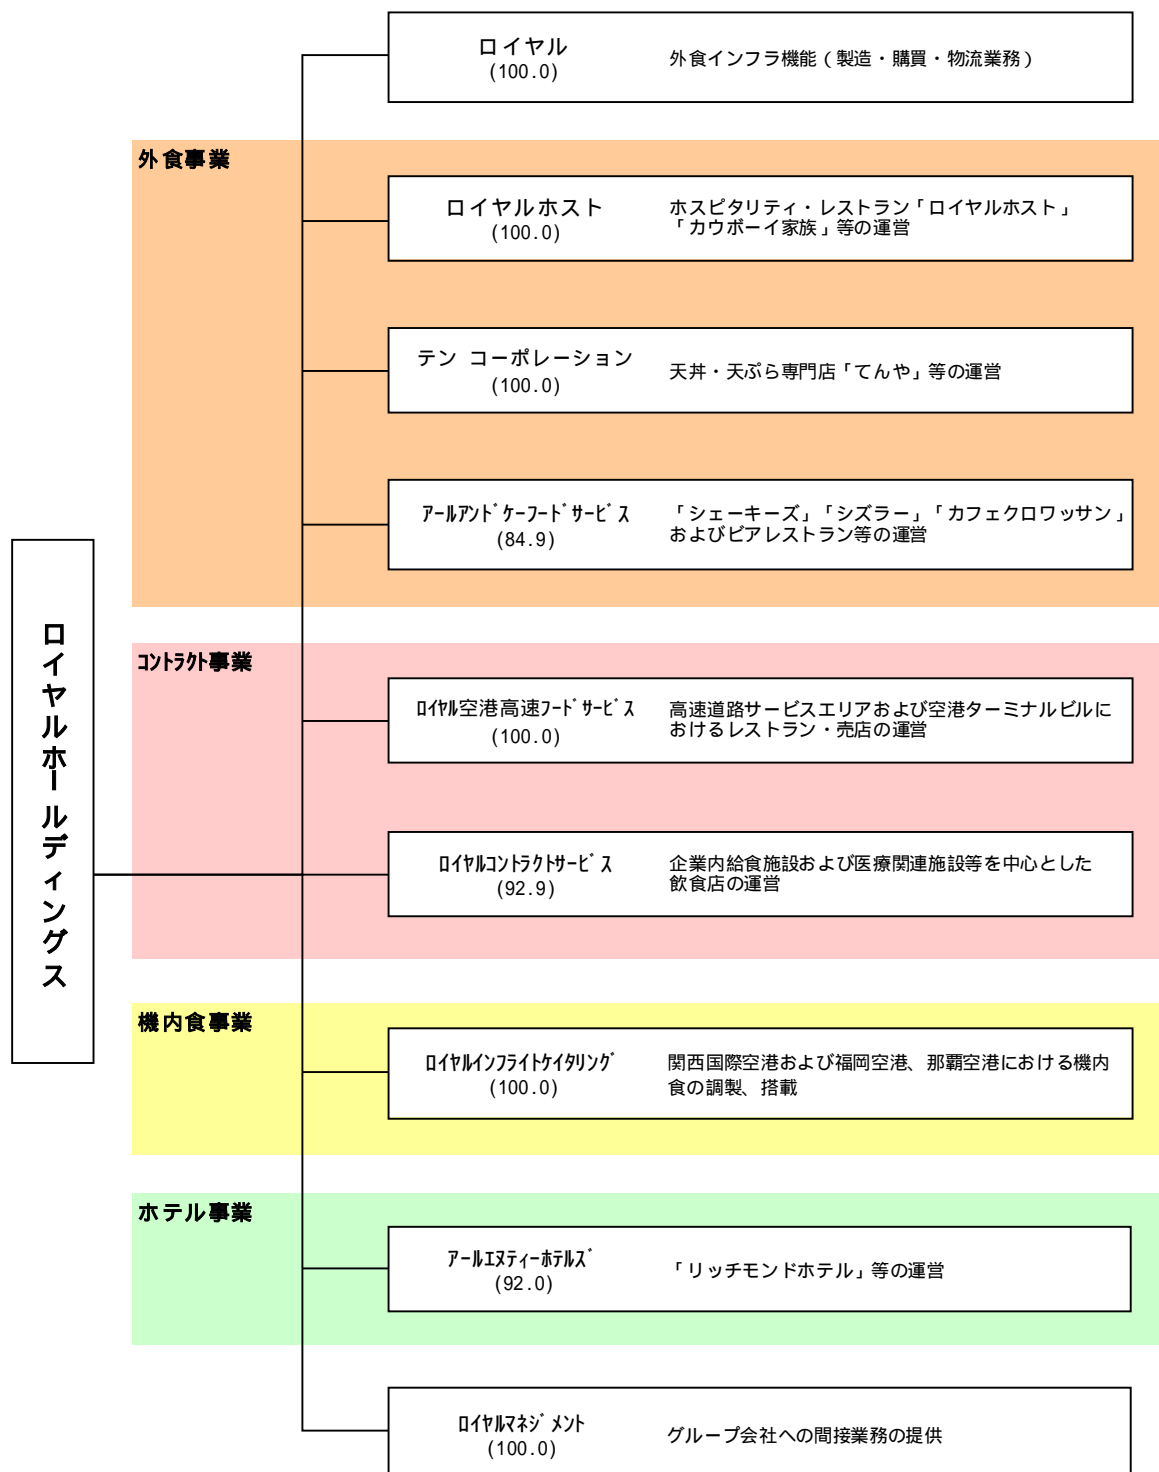 ロイヤル
(100.0)
外食インフラ機能（製造・購買・物流業務）
外食事業
ロイヤルホスト
(100.0)
ホスピタリティ・レストラン「ロイヤルホスト」
「カウボーイ家族」等の運営
テン コーポレーション
(100.0)
天丼・天ぷら専門店「てんや」等の運営
ｱｰﾙｱﾝﾄﾞｹｰﾌｰﾄﾞｻｰﾋﾞｽ
(84.9)
「シェーキーズ」「シズラー」「カフェクロワッサン」
およびビアレストラン等の運営
ロイヤルホールディングス
ｺﾝﾄﾗｸﾄ事業
ﾛｲﾔﾙ空港高速ﾌｰﾄﾞｻｰﾋﾞｽ
(100.0)
高速道路サービスエリアおよび空港ターミナルビルに
おけるレストラン・売店の運営
ﾛｲﾔﾙｺﾝﾄﾗｸﾄｻｰﾋﾞｽ
(92.9)
企業内給食施設および医療関連施設等を中心とした
飲食店の運営
機内食事業
ﾛｲﾔﾙｲﾝﾌﾗｲﾄｹｲﾀﾘﾝｸﾞ
(100.0)
関西国際空港および福岡空港、那覇空港における機内
食の調製、搭載
ホテル事業
ｱｰﾙｴﾇﾃｨｰﾎﾃﾙｽﾞ
(92.0)
「リッチモンドホテル」等の運営
ﾛｲﾔﾙﾏﾈｼﾞﾒﾝﾄ
(100.0)
グループ会社への間接業務の提供